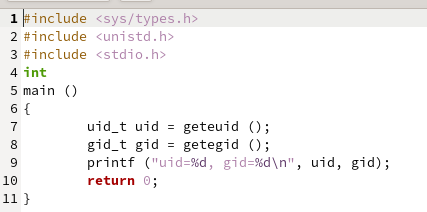 1 #include <sys/types.h>
2 #include <unistd.h>
3 #include <stdio.h>
4 int
5 main ()
6 {
7         uid_t uid = geteuid ();
8         gid_t gid = getegid ();
9         printf ("uid=%d, gid=%d\n", uid, gid);
10         return 0;
11 }